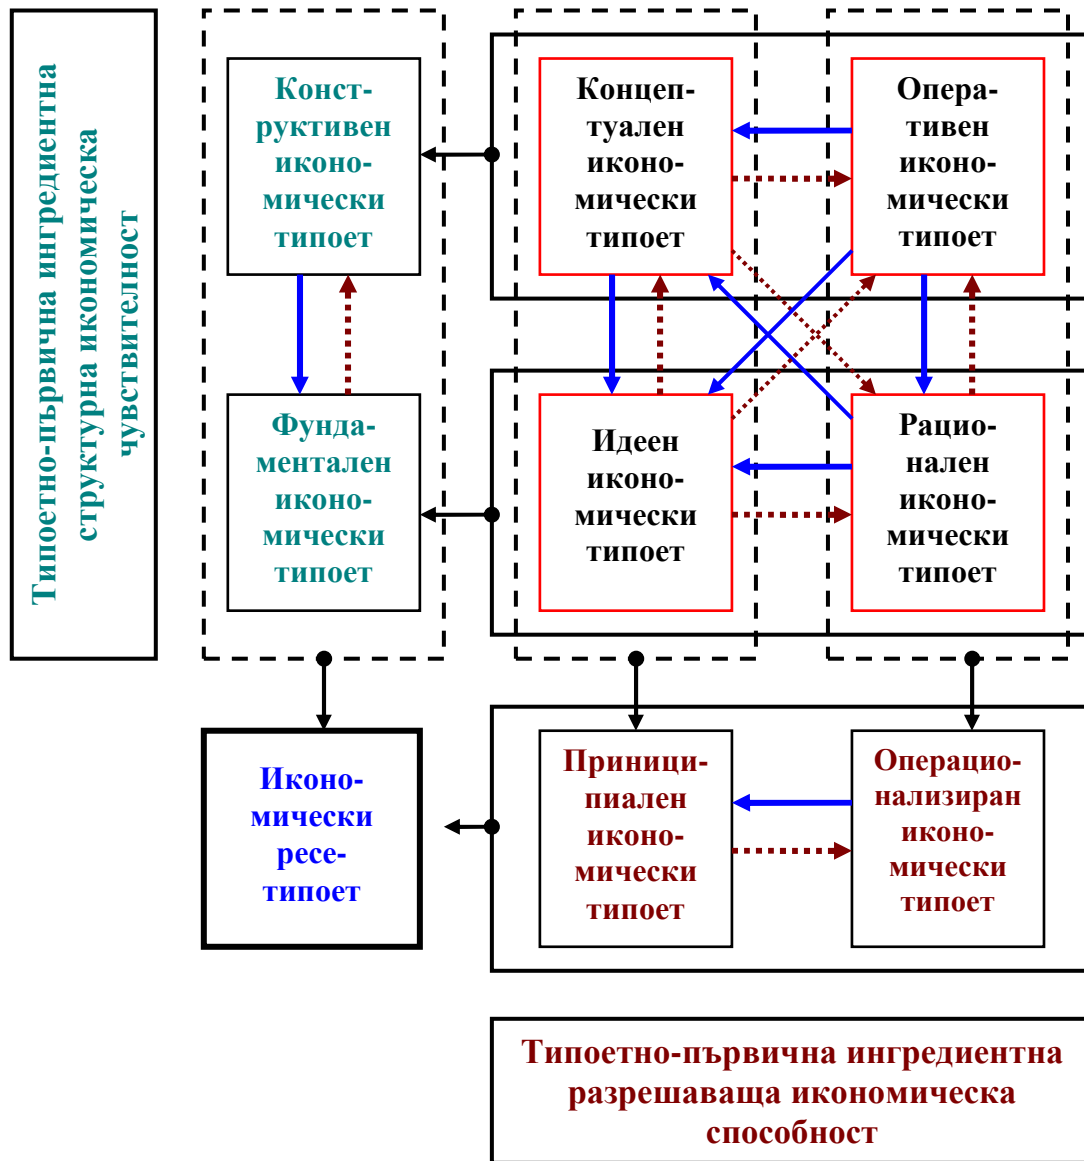 Типоетно-първична ингредиентна
структурна икономическа
чувствителност
Конст-
руктивен
иконо-
мически
типоет
Концеп-
туален
иконо-
мически
типоет
Опера-
тивен
иконо-
мически
типоет
Фунда-
ментален
иконо-
мически
типоет
Идеен
иконо-
мически
типоет
Рацио-
нален
иконо-
мически
типоет
Иконо-
мически
ресе-
типоет
Приници-
пиален
иконо-
мически
типоет
Операцио-
нализиран
иконо-
мически
типоет
Типоетно-първична ингредиентна
разрешаваща икономическа
способност